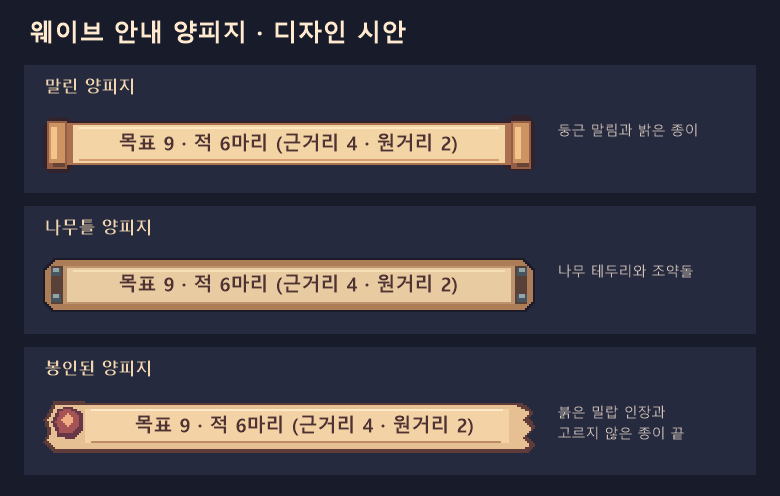 웨이브 안내 양피지 · 디자인 시안
말린 양피지
목표 9 · 적 6마리 (근거리 4 · 원거리 2)
둥근 말림과 밝은 종이
나무틀 양피지
목표 9 · 적 6마리 (근거리 4 · 원거리 2)
나무 테두리와 조약돌
봉인된 양피지
목표 9 · 적 6마리 (근거리 4 · 원거리 2)
붉은 밀랍 인장과
고르지 않은 종이 끝